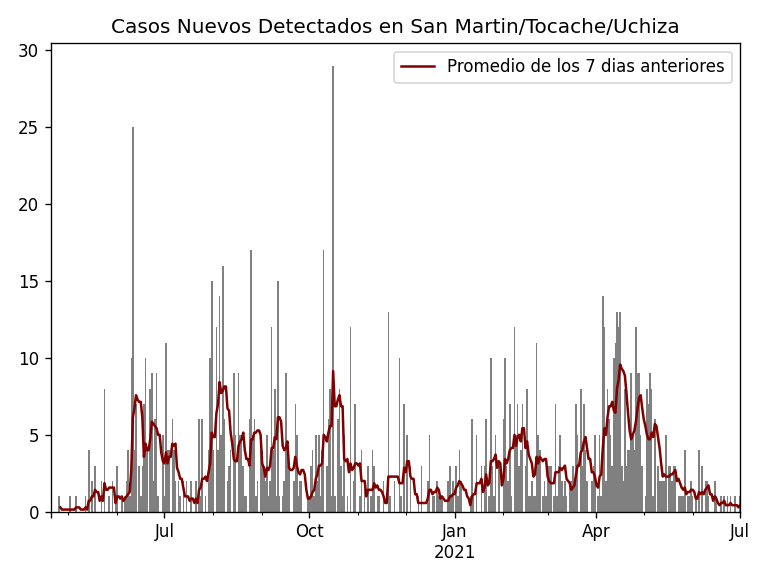 Casos Nuevos Detectados en San Martin/Tocache/Uchiza
Promedio de los 7 dias anteriores
30
25
20
15
10
5
0
Jul
Oct
Jan
2021
Apr
Jul